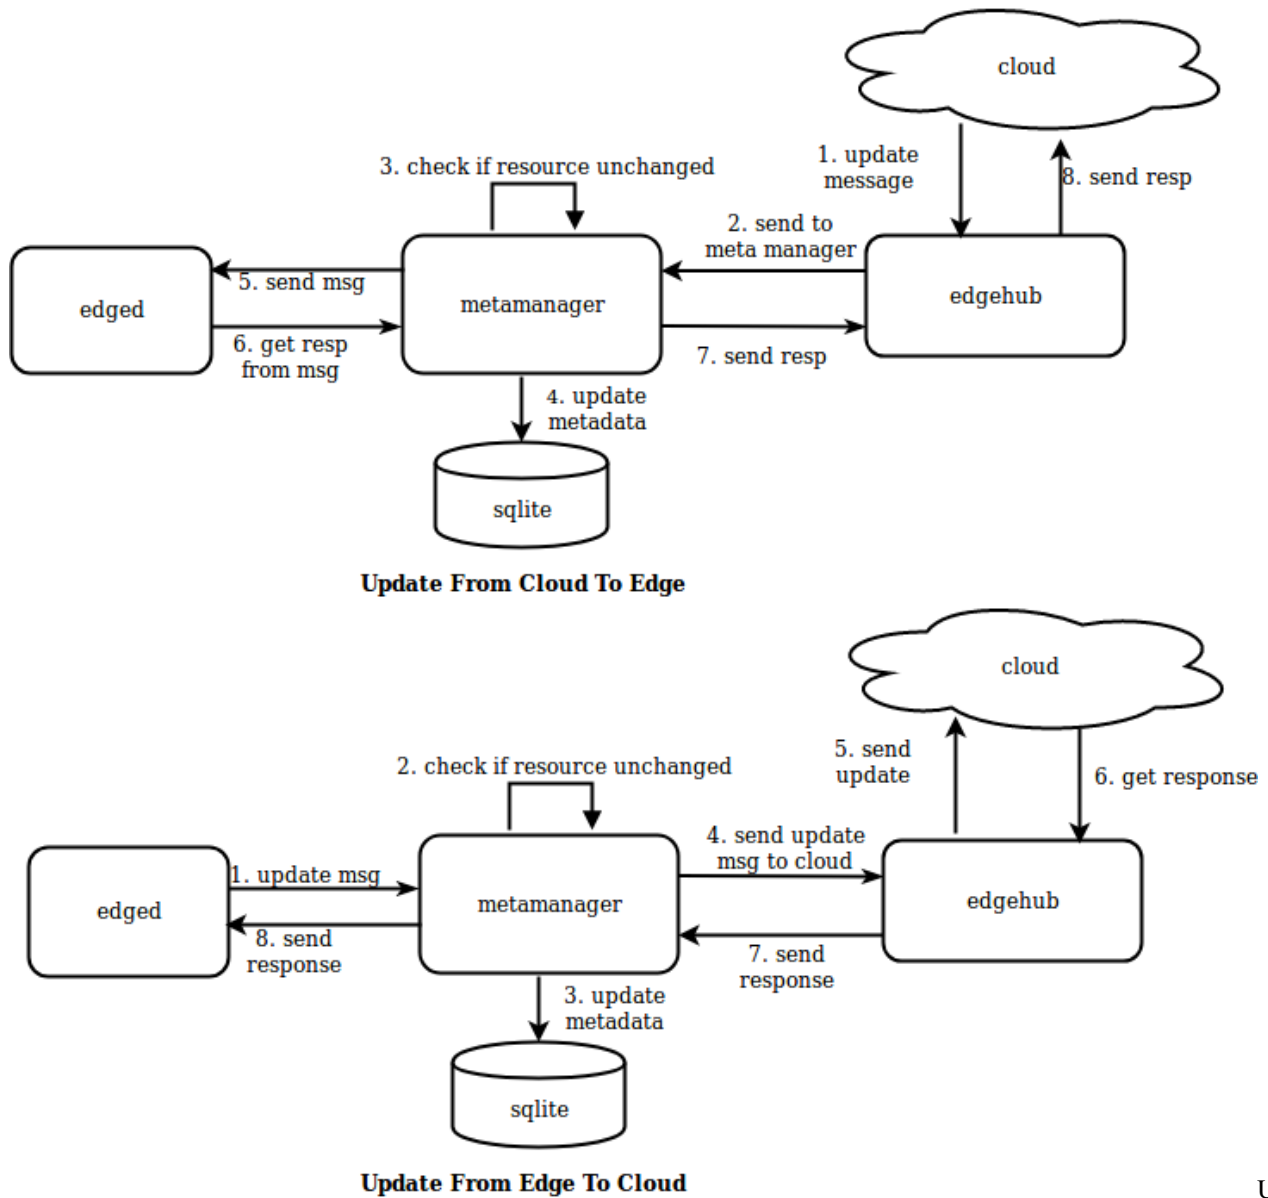 cloud
1. update
message
8. send resp
3. check if resource unchanged
2. send to
meta manager
5. send msg
edged
metamanager
edgehub
6. get resp
from msg
7. send resp
4. update
metadata
sqlite
Update From Cloud To Edge
cloud
5. send
update
6. get response
2. check if resource unchanged
4. send update
msg to cloud
1. update msg
edged
metamanager
edgehub
8. send
response
7. send
response
3. update
metadata
sqlite
Update From Edge To Cloud